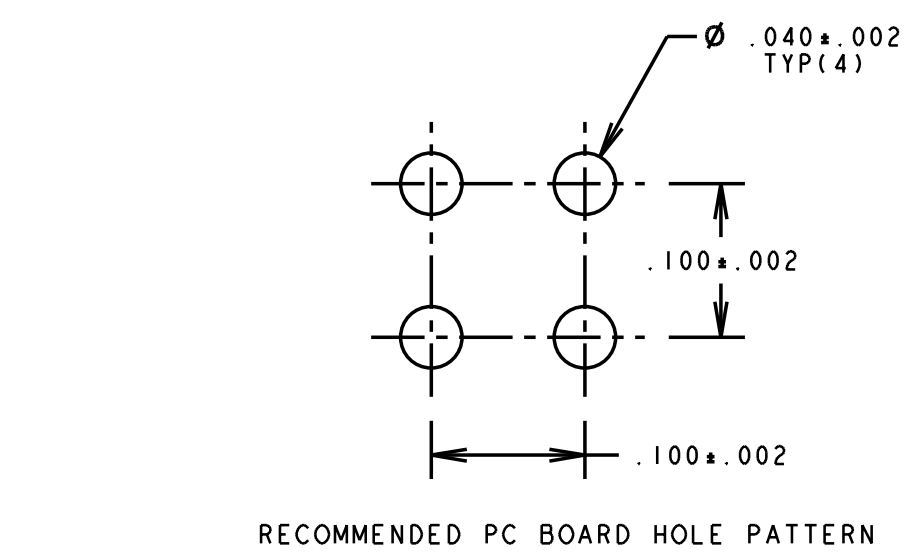 Ø .040±.002
TYP(4)
.100±.002
.100±.002
RECOMMENDED PC BOARD HOLE PATTERN